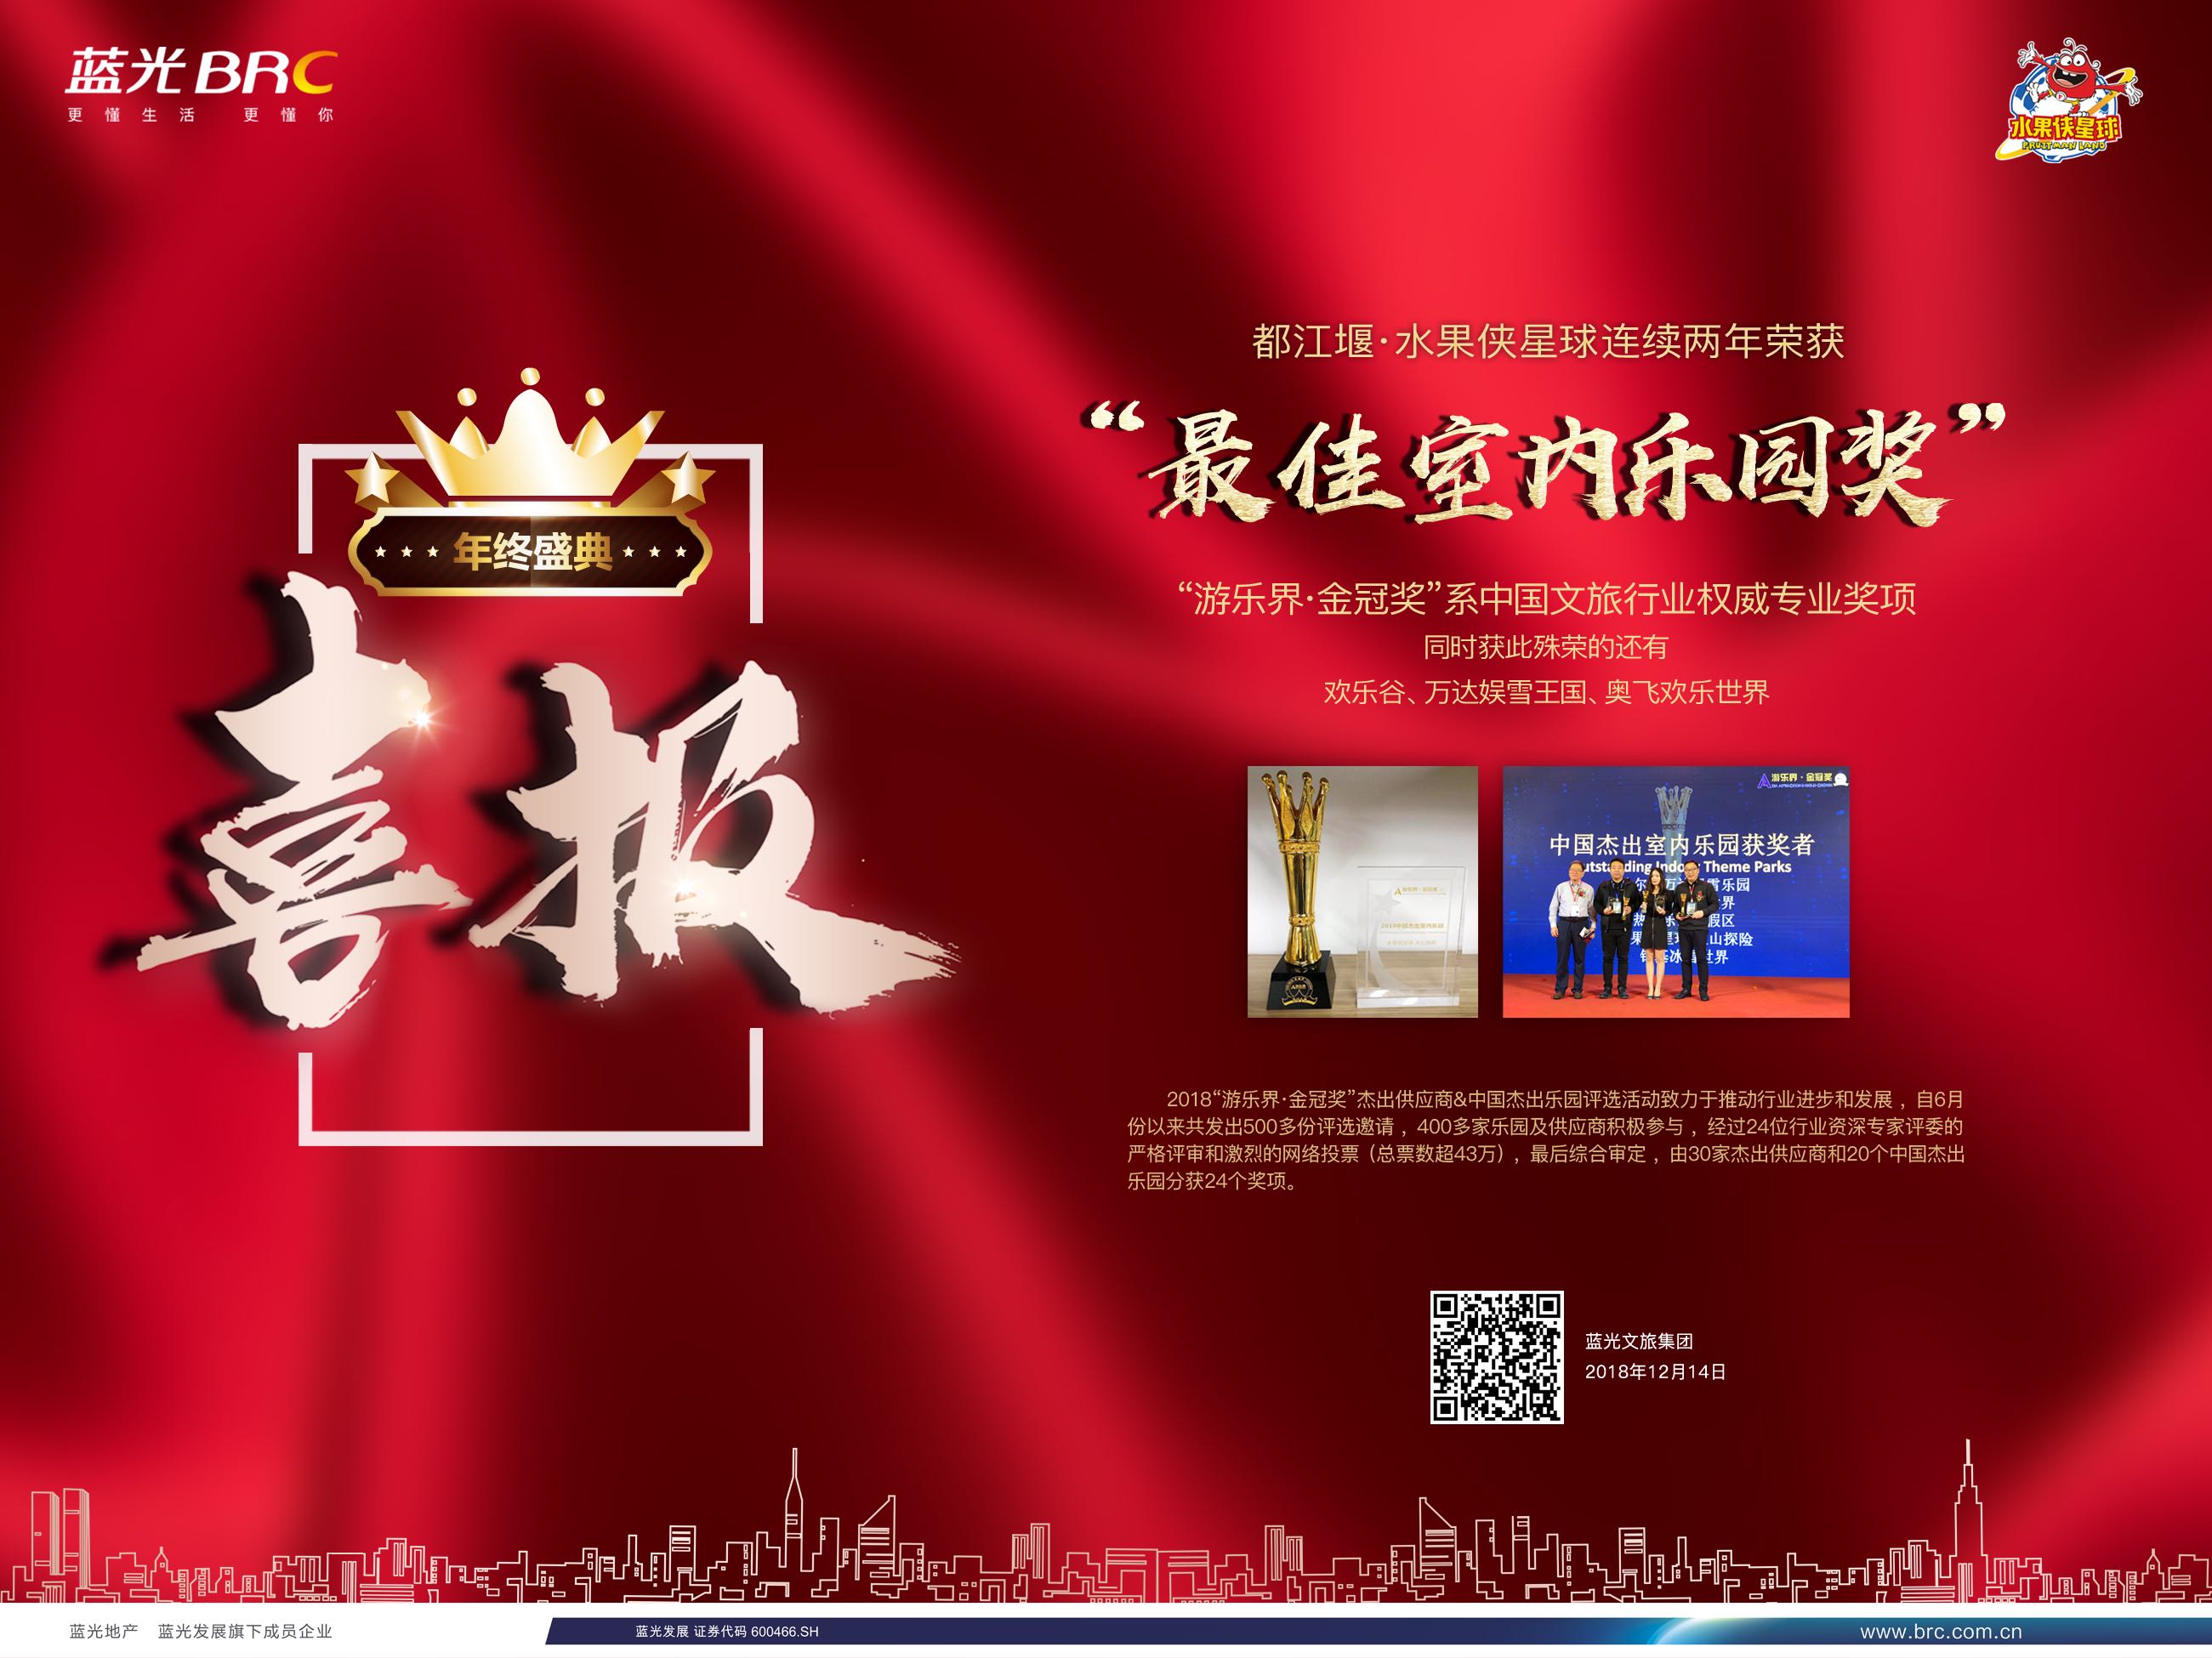 蓝光BRC
更懂生活 更懂你
水果侠星球
FRUITMAN LAND
年终盛典
喜报
都江堰·水果侠星球连续两年荣获
“最佳室内乐园奖”
“游乐界·金冠奖”系中国文旅行业权威专业奖项
同时获此殊荣的还有
欢乐谷、万达娱雪王国、奥飞欢乐世界
游乐界·金冠奖
中国杰出室内乐园获奖者
Theme Parks
2018“游乐界·金冠奖”杰出供应商&中国杰出乐园评选活动致力于推动行业进步和发展，自6月
份以来共发出500多份评选邀请，400多家乐园及供应商积极参与，经过24位行业资深专家评委的
严格评审和激烈的网络投票（总票数超43万），最后综合审定，由30家杰出供应商和20个中国杰出
乐园分获24个奖项。
蓝光文旅集团
2018年12月14日
蓝光地产 蓝光发展旗下成员企业
蓝光发展 证券代码 600466.SH
www.brc.com.cn